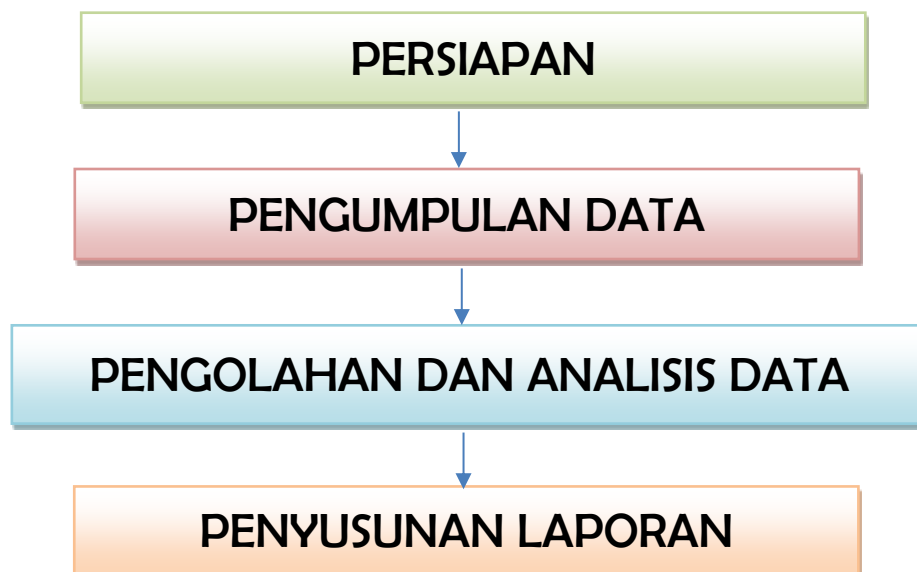 PERSIAPAN
PENGUMPULAN DATA
PENGOLAHAN DAN ANALISIS DATA
PENYUSUNAN LAPORAN